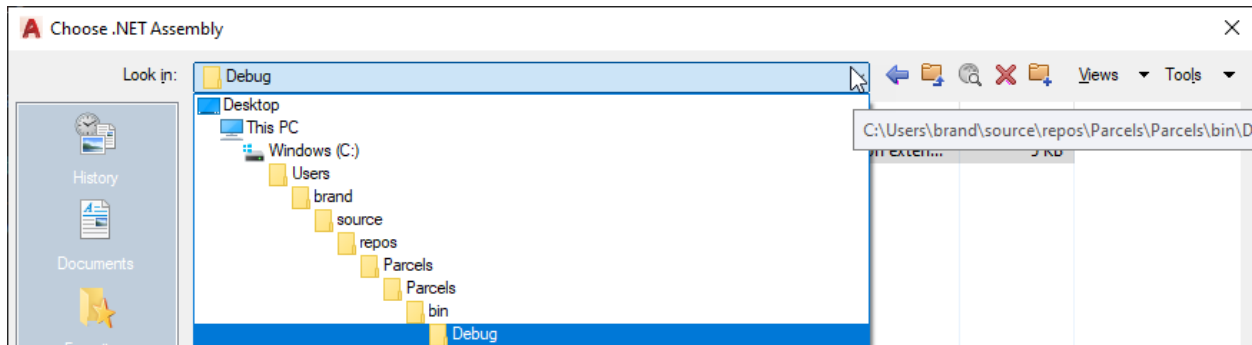 Choose .NET Assembly
Look in: Debug Views Tools
Desktop
This PC
C:\Users\brand\source\repos\Parcels\Parcels\bin\D
Windows (C:)
Users
History
brand
source
repos
Documents
Parcels
Parcels
bin
Debug